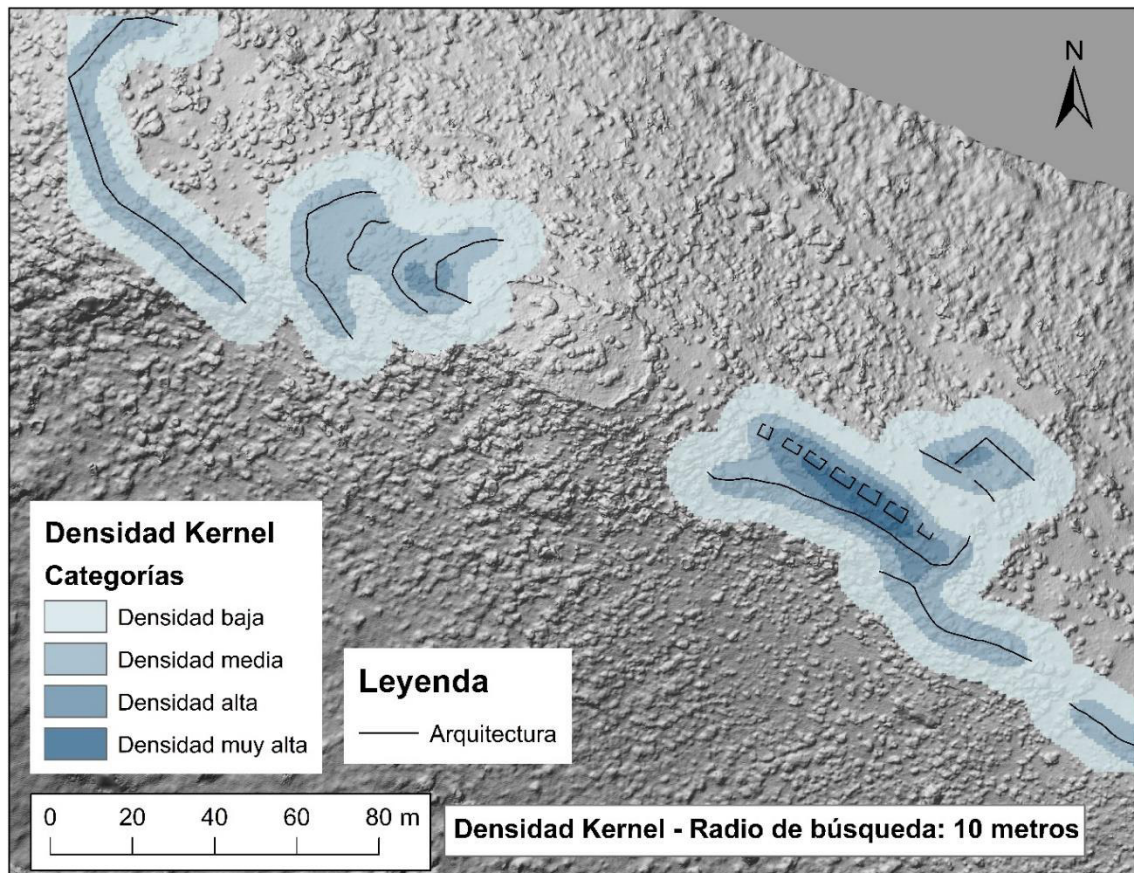 N
Densidad Kernel
Categorías
Densidad baja
Densidad media
Densidad alta
Densidad muy alta
Leyenda
Arquitectura
0 20 40 60 80 m
Densidad Kernel - Radio de búsqueda: 10 metros